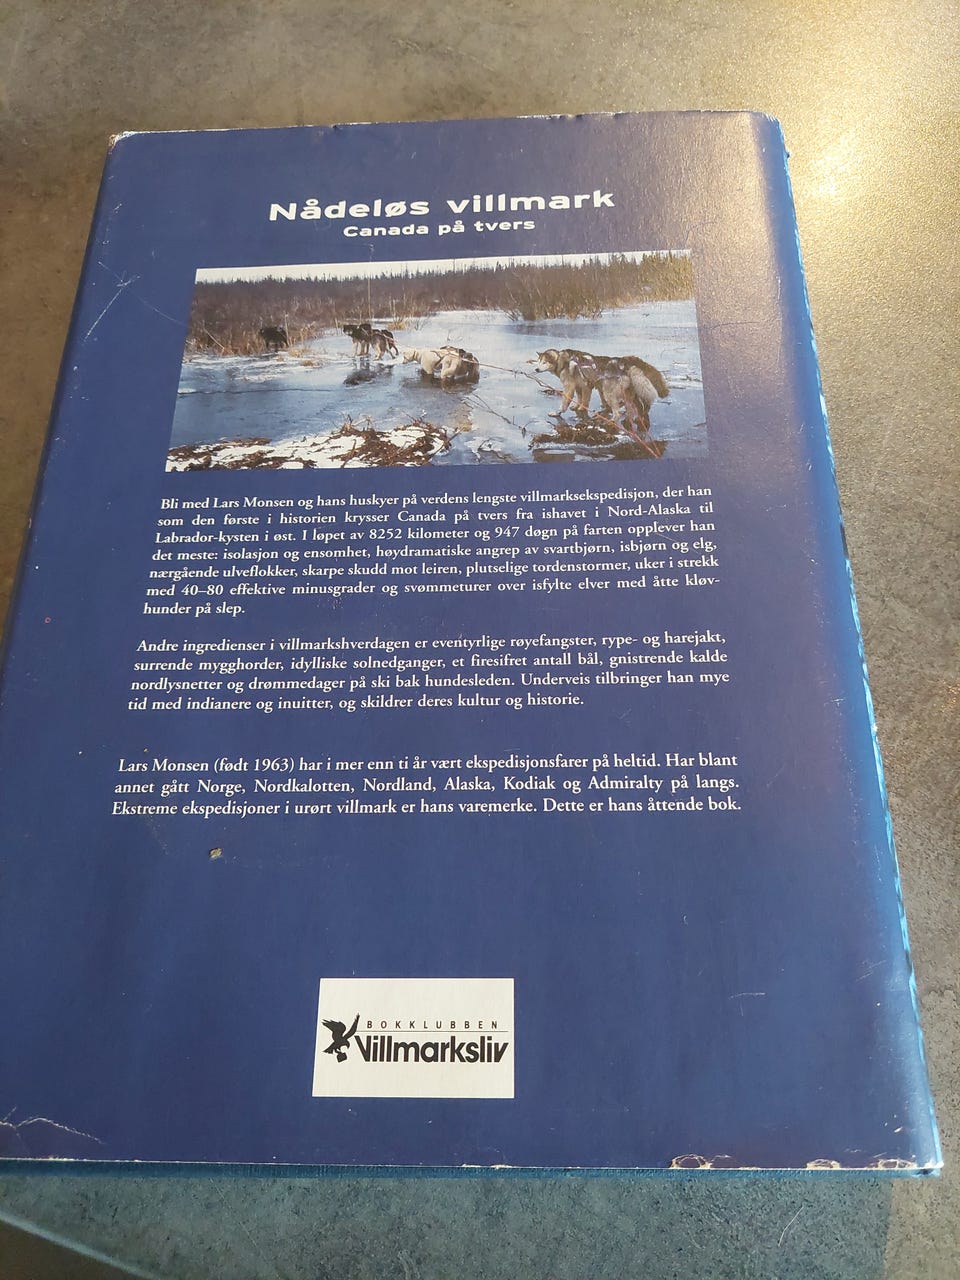 Nådeløs villmark
Canada på tvers
Bli med Lars Monsen og hans huskyer på verdens lengste villmarksekspedisjon, der han
som den første i historien krysser Canada på tvers fra ishavet i Nord-Alaska til
Labrador-kysten i øst. I løpet av 8252 kilometer og 947 døgn på farten opplever han
det meste: isolasjon og ensomhet, høydramatiske angrep av svartbjørn, isbjørn og elg,
nærgående ulveflokker, skarpe skudd mot leiren, plutselige tordenstormer, uker i strekk
med 40–80 effektive minusgrader og svømmeturer over isfylte elver med åtte kløv-
hunder på slep.
Andre ingredienser i villmarkshverdagen er eventyrlige røyefangster, rype- og harejakt,
surrende mygghorder, idylliske solnedganger, et firesifret antall bål, gnistrende kalde
nordlysnetter og drømmedager på ski bak hundesleden. Underveis tilbringer han mye
tid med indianere og inuitter, og skildrer deres kultur og historie.
Lars Monsen (født 1963) har i mer enn ti år vært ekspedisjonsfarer på heltid. Har blant
annet gått Norge, Nordkalotten, Nordland, Alaska, Kodiak og Admiralty på langs.
Ekstreme ekspedisjoner i urørt villmark er hans varemerke. Dette er hans åttende bok.
BOKKLUBBEN
Villmarksliv